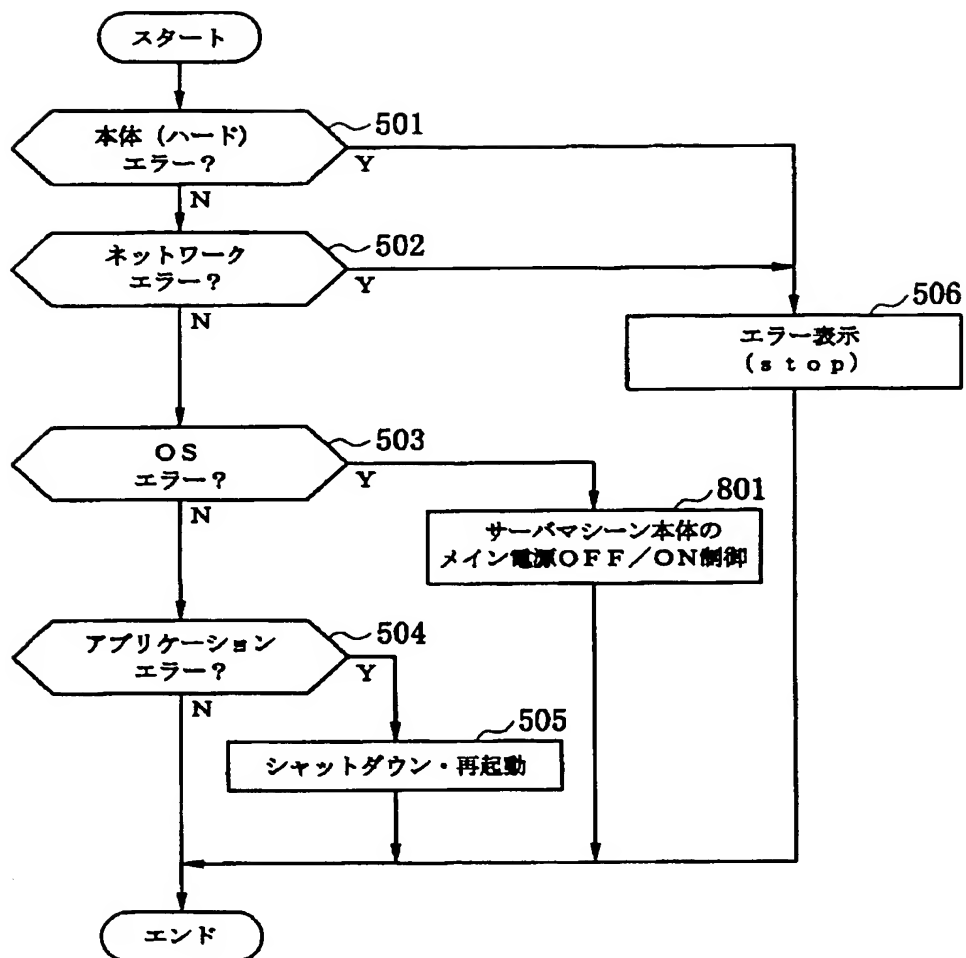 スタート
本体(ハード)
エラー?
501
Y
N
ネットワーク
エラー?
502
Y
N
506
エラー表示
(stop)
OS
エラー?
503
Y
N
801
サーバマシーン本体の
メイン電源OFF/ON制御
アプリケーション
エラー?
504
Y
N
505
シャットダウン・再起動
エンド